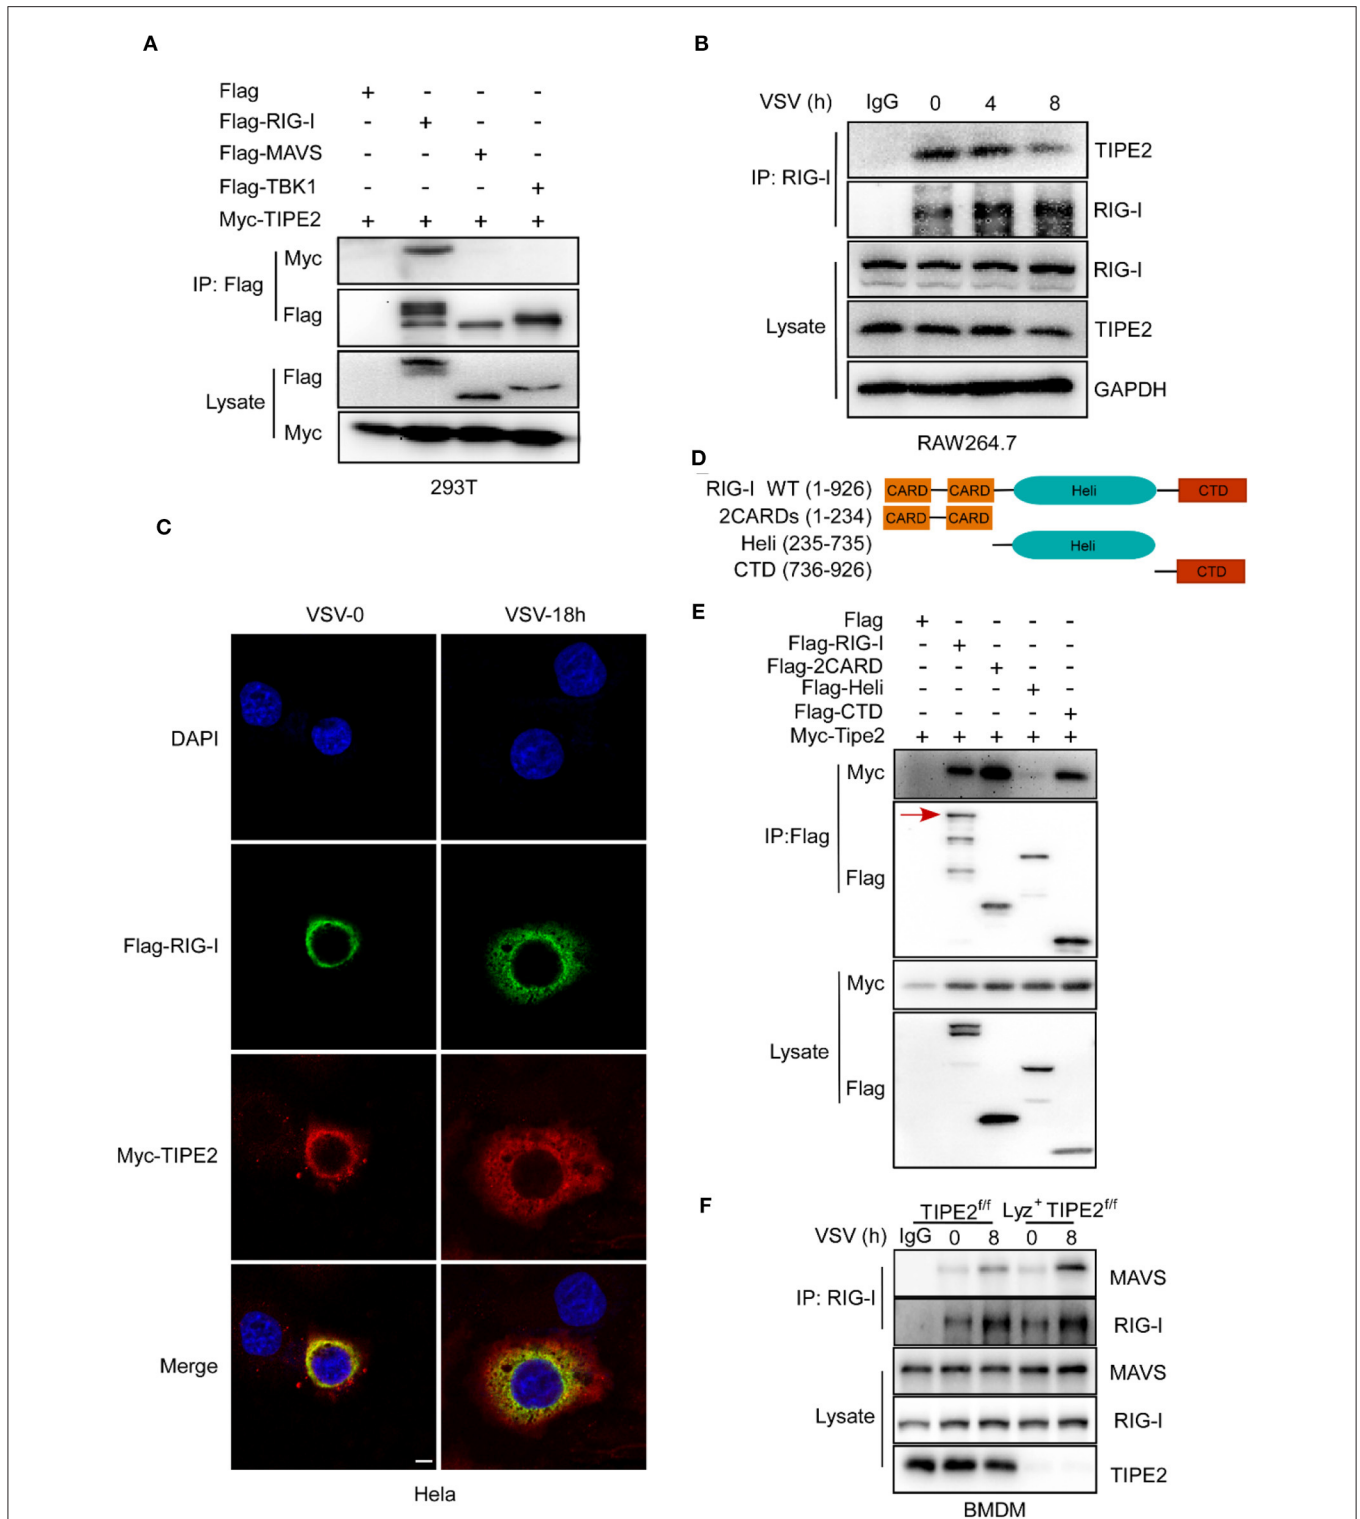 A
Flag + - - -
Flag-RIG-I - + - -
Flag-MAVS - - + -
Flag-TBK1 - - - +
Myc-TIPE2 + + + +
IP: Flag
Myc
Flag
Lysate
Flag
Myc
293T
B
VSV (h) IgG 0 4 8
IP: RIG-I
TIPE2
RIG-I
Lysate
RIG-I
TIPE2
GAPDH
RAW264.7
C
VSV-0 VSV-18h
DAPI
Flag-RIG-I
Myc-TIPE2
Merge
Hela
D
RIG-I WT (1-926) CARD CARD Heli CTD
2CARDs (1-234) CARD CARD
Heli (235-735) Heli
CTD (736-926) CTD
E
Flag + - - - -
Flag-RIG-I - + - - -
Flag-2CARD - - + - -
Flag-Heli - - - + -
Flag-CTD - - - - +
Myc-Tipe2 + + + + +
IP:Flag
Myc
Flag
Lysate
Myc
Flag
F
TIPE2f/f Lyz+ TIPE2f/f
VSV (h) IgG 0 8 0 8
IP: RIG-I
MAVS
RIG-I
Lysate
MAVS
RIG-I
TIPE2
BMDM